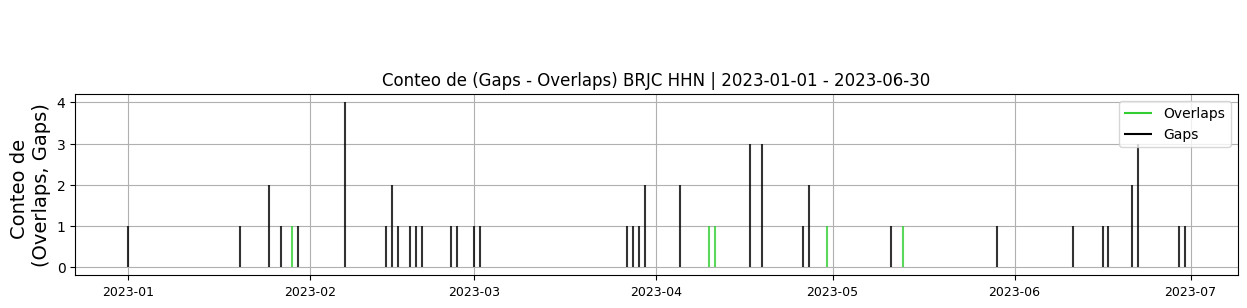 Conteo de (Gaps - Overlaps) BRJC HHN | 2023-01-01 - 2023-06-30
Conteo de
(Overlaps, Gaps)
4
3
2
1
0
Overlaps
Gaps
2023-01
2023-02
2023-03
2023-04
2023-05
2023-06
2023-07